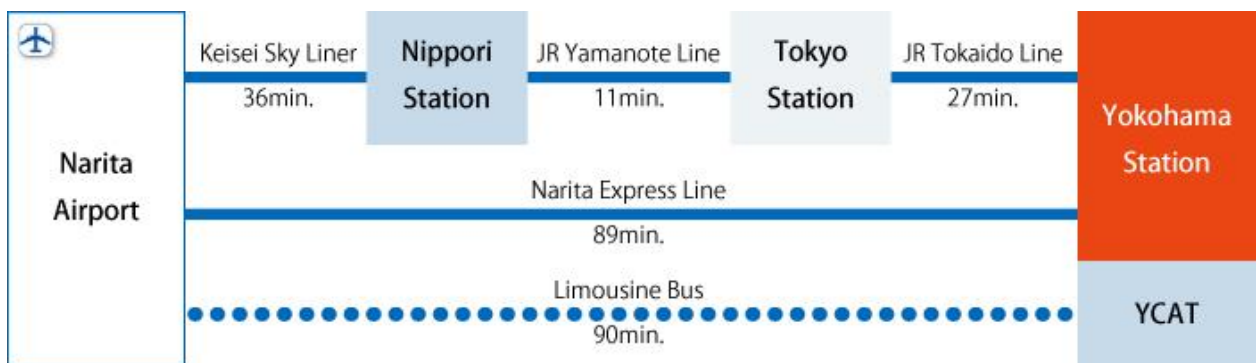 Keisei Sky Liner
36min.
Nippori
Station
JR Yamanote Line
11min.
Tokyo
Station
JR Tokaido Line
27min.
Yokohama
Station
Narita
Airport
Narita Express Line
89min.
Limousine Bus
90min.
YCAT